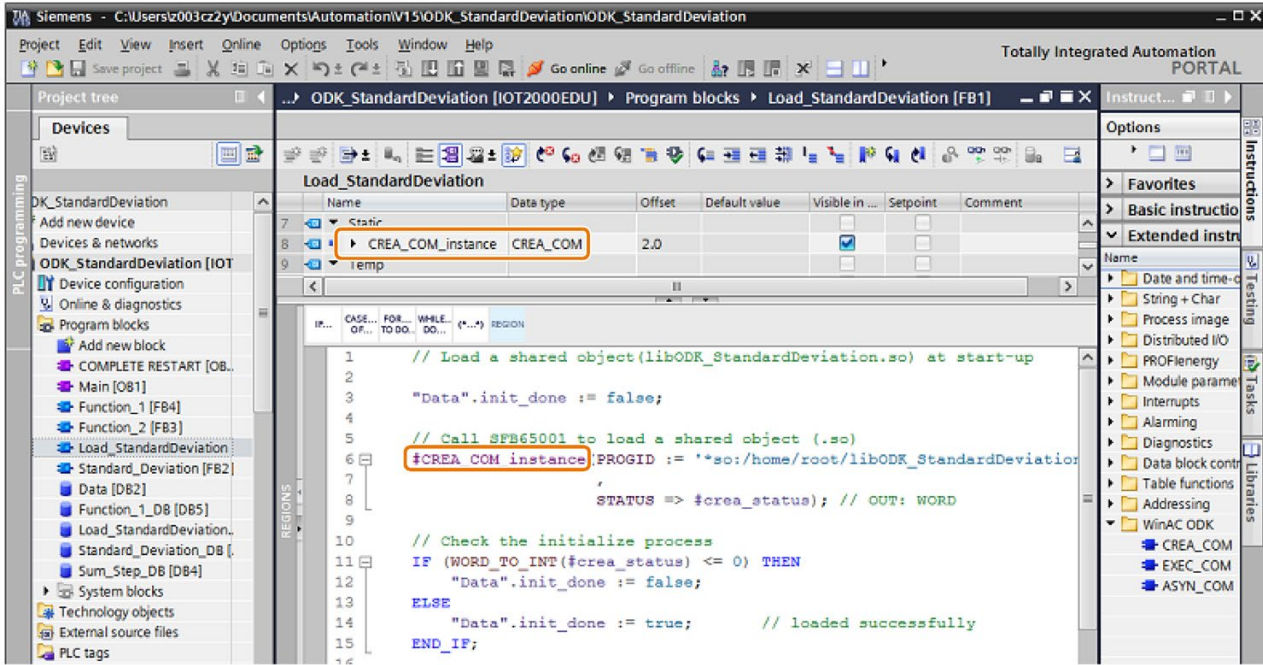 Siemens - C:\Users\z003cz2y\Documents\Automation\V15\ODK_StandardDeviation\ODK_StandardDeviation
Project Edit View Insert Online Options Tools Window Help
Totally Integrated Automation
PORTAL
Save project Go online Go offline
Project tree
...ODK_StandardDeviation [IOT2000EDU] Program blocks Load_StandardDeviation [FB1]
Instruct...
Devices
Options
PLC programming
Load_StandardDeviation
Name Data type Offset Default value Visible in ... Setpoint Comment
7 Static
8 CREA_COM_instance CREA_COM 2.0
9 Temp
DK_StandardDeviation
Add new device
Devices & networks
ODK_StandardDeviation [IOT
Device configuration
Online & diagnostics
Program blocks
Add new block
COMPLETE RESTART [OB..
Main [OB1]
Function_1 [FB4]
Function_2 [FB3]
Load_StandardDeviation
Standard_Deviation [FB2]
Data [DB2]
Function_1_DB [DB5]
Load_StandardDeviation..
Standard_Deviation_DB [.
Sum_Step_DB [DB4]
System blocks
Technology objects
External source files
PLC tags
IF... CASE... OF... FOR... TO DO.. WHILE.. DO... (*...*) REGION
REGIONS
1 // Load a shared object(libODK_StandardDeviation.so) at start-up
2
3 "Data".init_done := false;
4
5 // Call SFB65001 to load a shared object (.so)
6 #CREA_COM_instance(PROGID := '*so:/home/root/libODK_StandardDeviation
7 ,
8 STATUS => #crea_status); // OUT: WORD
9
10 // Check the initialize process
11 IF (WORD_TO_INT(#crea_status) <= 0) THEN
12 "Data".init_done := false;
13 ELSE
14 "Data".init_done := true; // loaded successfully
15 END_IF;
16
Favorites
Basic instructio
Extended instru
Name
Date and time-o
String + Char
Process image
Distributed I/O
PROFIenergy
Module paramet
Interrupts
Alarming
Diagnostics
Data block contr
Table functions
Addressing
WinAC ODK
CREA_COM
EXEC_COM
ASYN_COM
Instructions
Testing
Tasks
Libraries